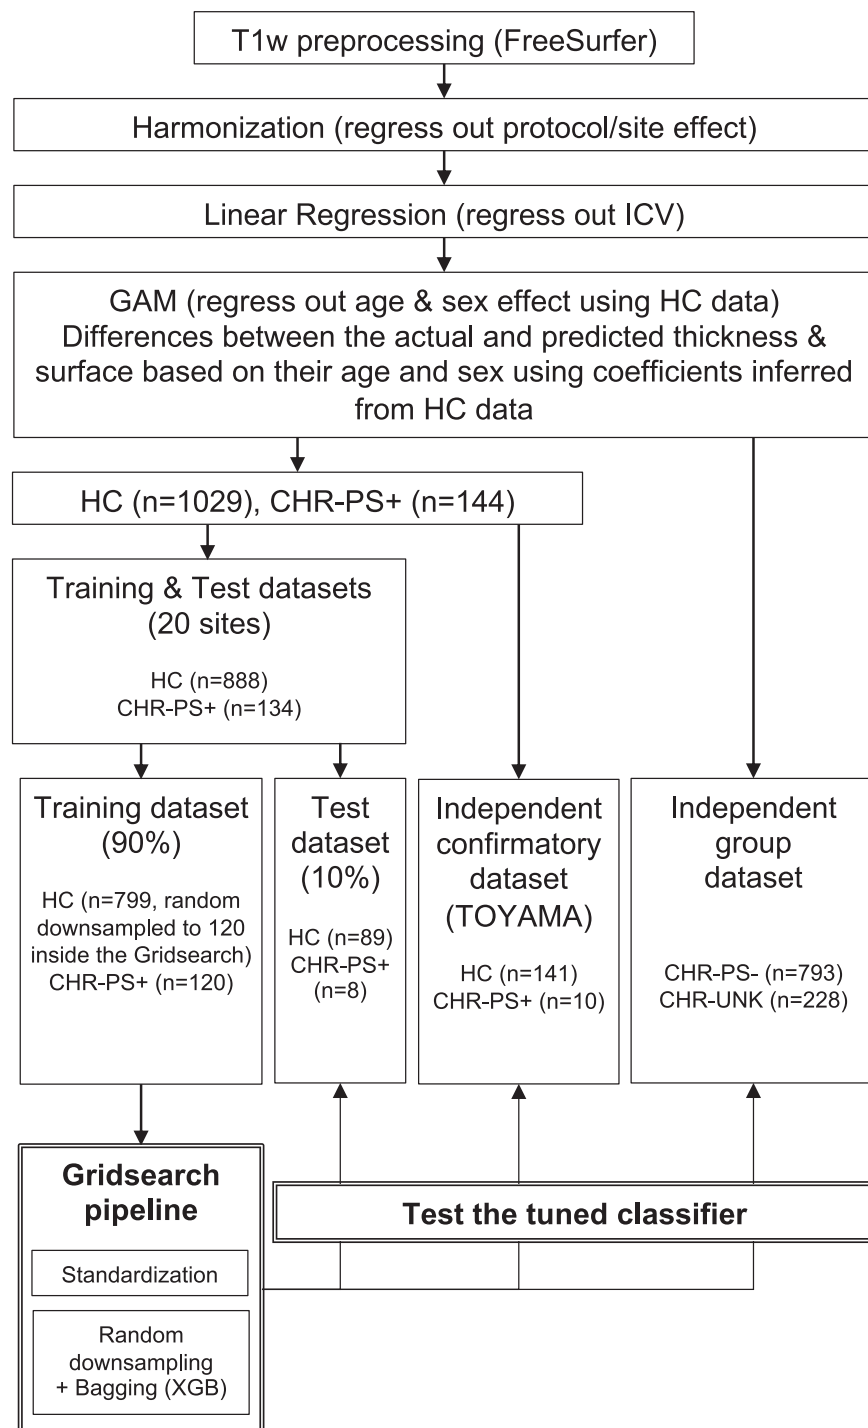 T1w preprocessing (FreeSurfer)
Harmonization (regress out protocol/site effect)
Linear Regression (regress out ICV)
GAM (regress out age & sex effect using HC data)
Differences between the actual and predicted thickness &
surface based on their age and sex using coefficients inferred
from HC data
HC (n=1029), CHR-PS+ (n=144)
Training & Test datasets
(20 sites)
HC (n=888)
CHR-PS+ (n=134)
Training dataset
(90%)
HC (n=799, random
downsampled to 120
inside the Gridsearch)
CHR-PS+ (n=120)
Test
dataset
(10%)
HC (n=89)
CHR-PS+
(n=8)
Independent
confirmatory
dataset
(TOYAMA)
HC (n=141)
CHR-PS+ (n=10)
Independent
group
dataset
CHR-PS- (n=793)
CHR-UNK (n=228)
Gridsearch
pipeline
Standardization
Random
downsampling
+ Bagging (XGB)
Test the tuned classifier